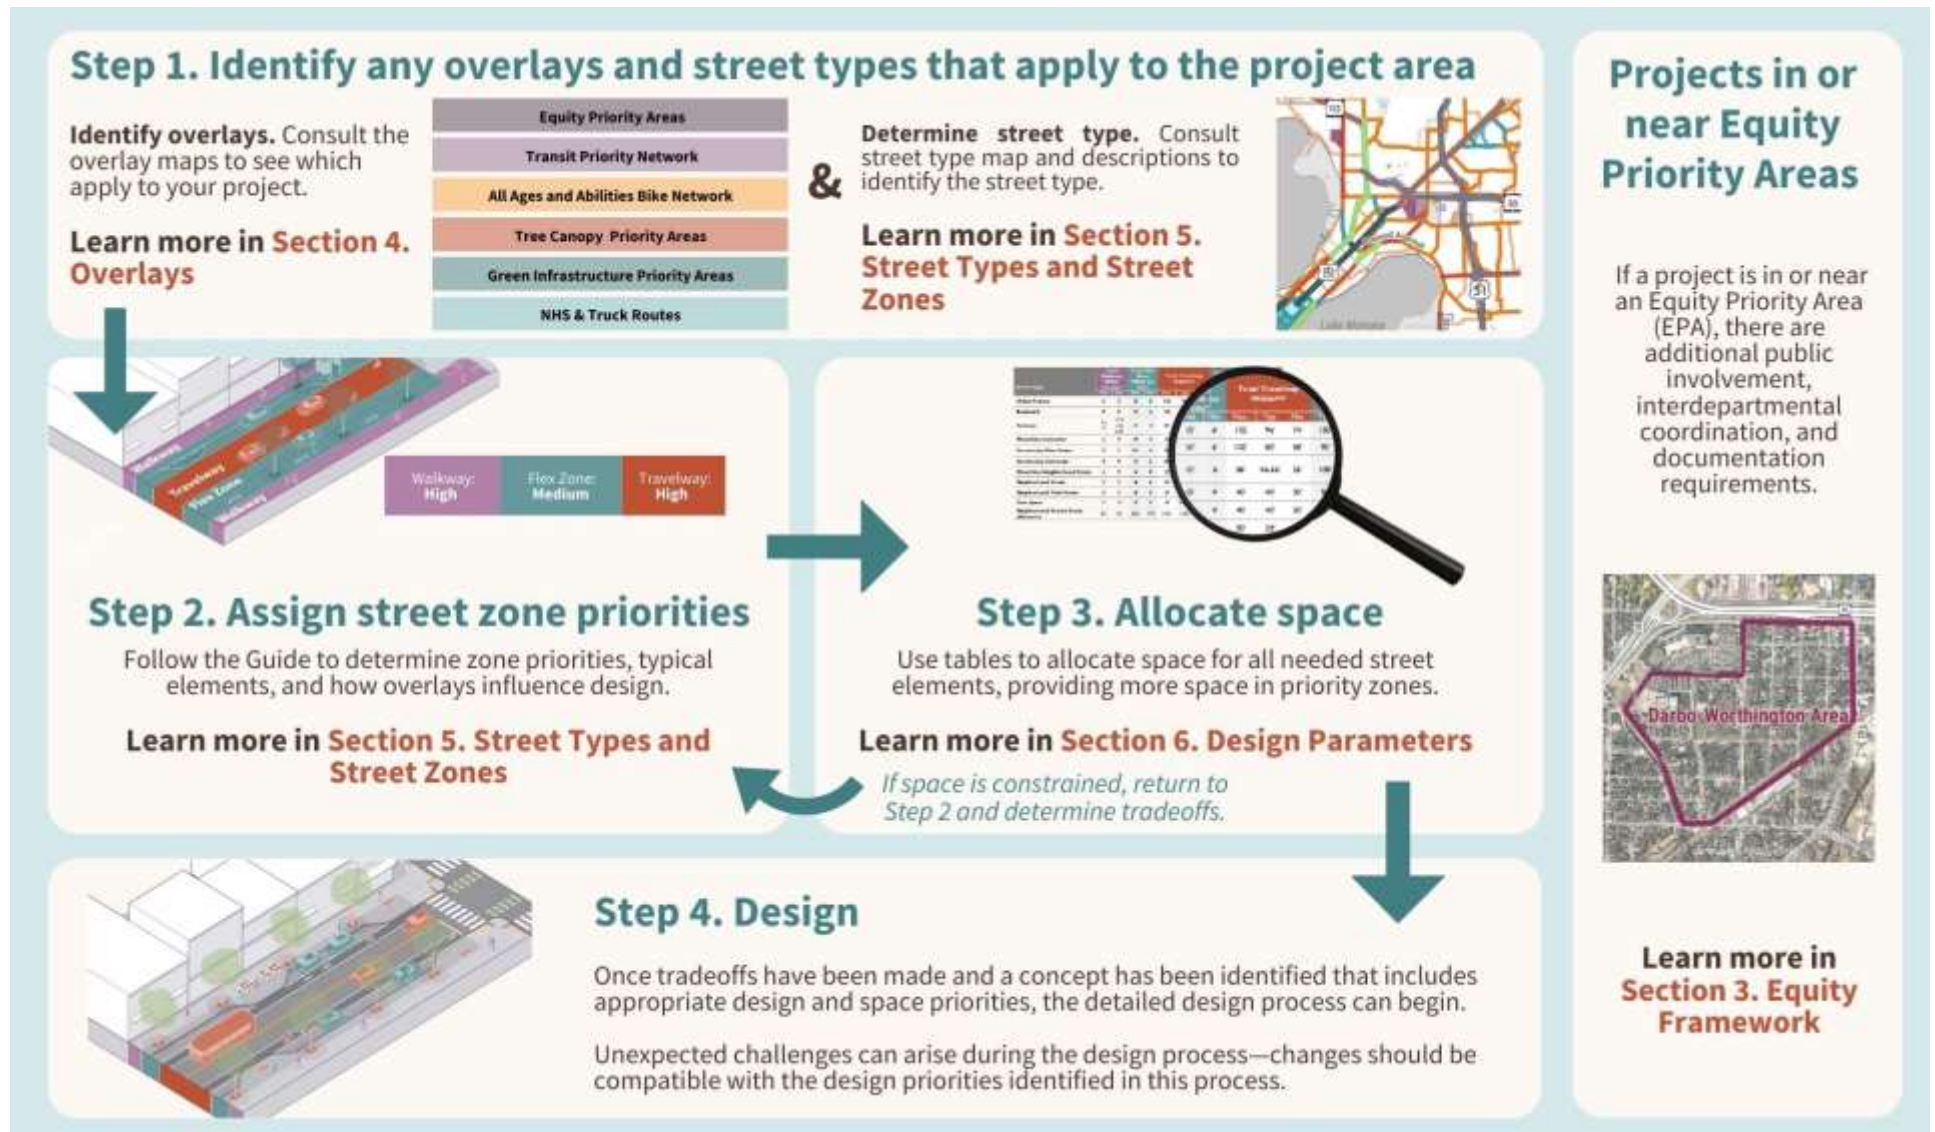 Step 1. Identify any overlays and street types that apply to the project area
Identify overlays. Consult the
overlay maps to see which
apply to your project.
Learn more in Section 4.
Overlays
Equity Priority Areas
Transit Priority Network
All Ages and Abilities Bike Network
Tree Canopy Priority Areas
Green Infrastructure Priority Areas
NHS & Truck Routes
&
Determine street type. Consult
street type map and descriptions to
identify the street type.
Learn more in Section 5.
Street Types and Street
Zones
Lake Monona
Walkway
Travelway
Flex Zone
Walkway
Walkway:
High
Flex Zone:
Medium
Travelway:
High
Step 2. Assign street zone priorities
Follow the Guide to determine zone priorities, typical
elements, and how overlays influence design.
Learn more in Section 5. Street Types and
Street Zones
Step 3. Allocate space
Use tables to allocate space for all needed street
elements, providing more space in priority zones.
Learn more in Section 6. Design Parameters
If space is constrained, return to
Step 2 and determine tradeoffs.
Step 4. Design
Once tradeoffs have been made and a concept has been identified that includes
appropriate design and space priorities, the detailed design process can begin.
Unexpected challenges can arise during the design process—changes should be
compatible with the design priorities identified in this process.
Projects in or
near Equity
Priority Areas
If a project is in or near
an Equity Priority Area
(EPA), there are
additional public
involvement,
interdepartmental
coordination, and
documentation
requirements.
Darbo-Worthington Area
Learn more in
Section 3. Equity
Framework